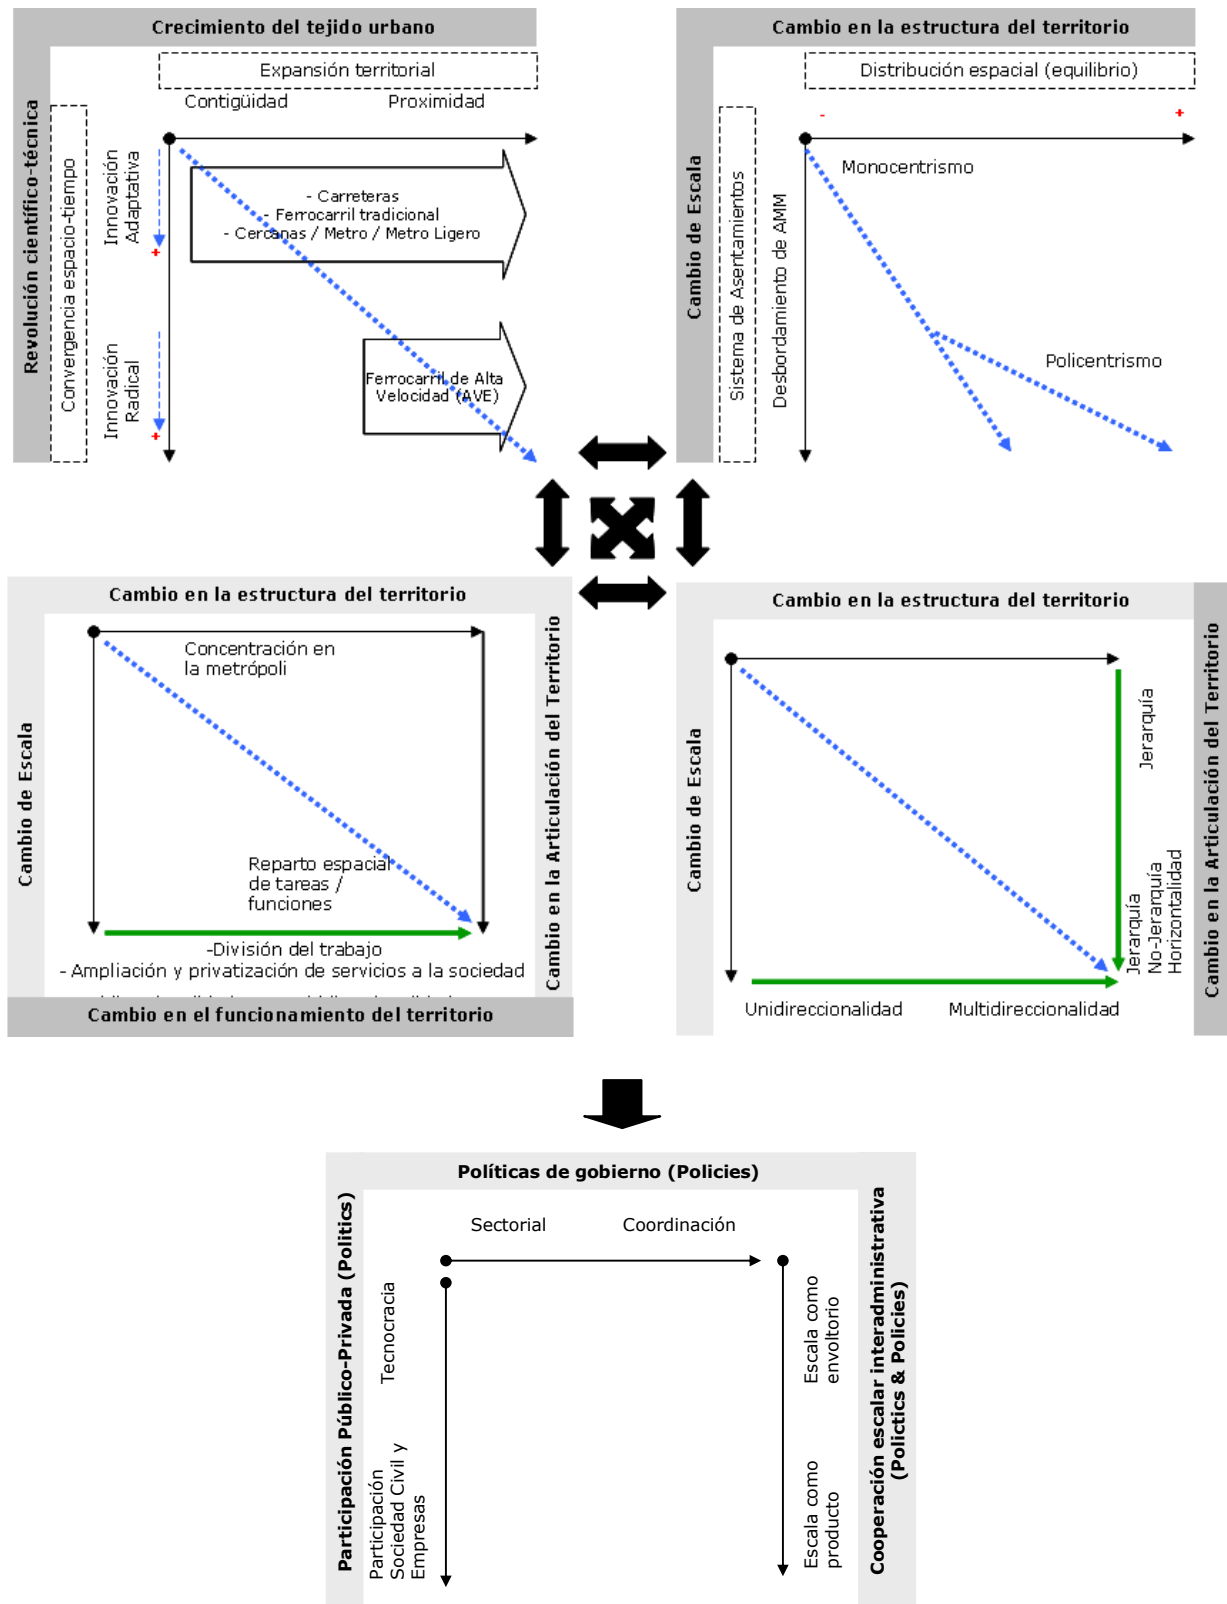 Crecimiento del tejido urbano
Expansión territorial
Contigüidad
Proximidad
Revolución científico-técnica
Convergencia espacio-tiempo
Innovación
Adaptativa
+
- Carreteras
- Ferrocarril tradicional
- Cercanas / Metro / Metro Ligero
Innovación
Radical
+
Ferrocarril de Alta
Velocidad (AVE)
Cambio en la estructura del territorio
Distribución espacial (equilibrio)
-
+
Cambio de Escala
Sistema de Asentamientos
Desbordamiento de AMM
Monocentrismo
Policentrismo
Cambio en la estructura del territorio
Cambio de Escala
Concentración en
la metrópoli
Reparto espacial
de tareas /
funciones
-División del trabajo
- Ampliación y privatización de servicios a la sociedad
Cambio en la Articulación del Territorio
Cambio en el funcionamiento del territorio
Cambio en la estructura del territorio
Cambio de Escala
Jerarquía
Jerarquía
No-Jerarquía
Horizontalidad
Unidireccionalidad
Multidireccionalidad
Cambio en la Articulación del Territorio
Políticas de gobierno (Policies)
Participación Público-Privada (Politics)
Sectorial
Coordinación
Tecnocracia
Participación
Sociedad Civil y
Empresas
Escala como
envoltorio
Escala como
producto
Cooperación escalar interadministrativa
(Polictics & Policies)